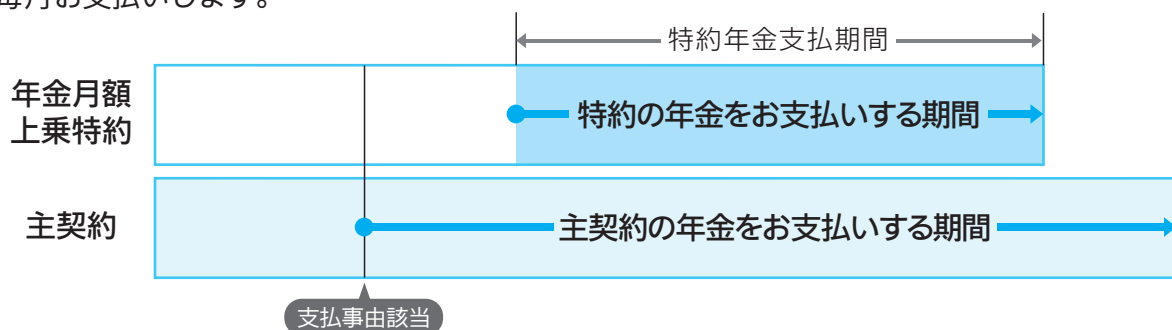 毎月お支払いします。
特約年金支払期間
年金月額
上乗特約
特約の年金をお支払いする期間
主契約
主契約の年金をお支払いする期間
支払事由該当